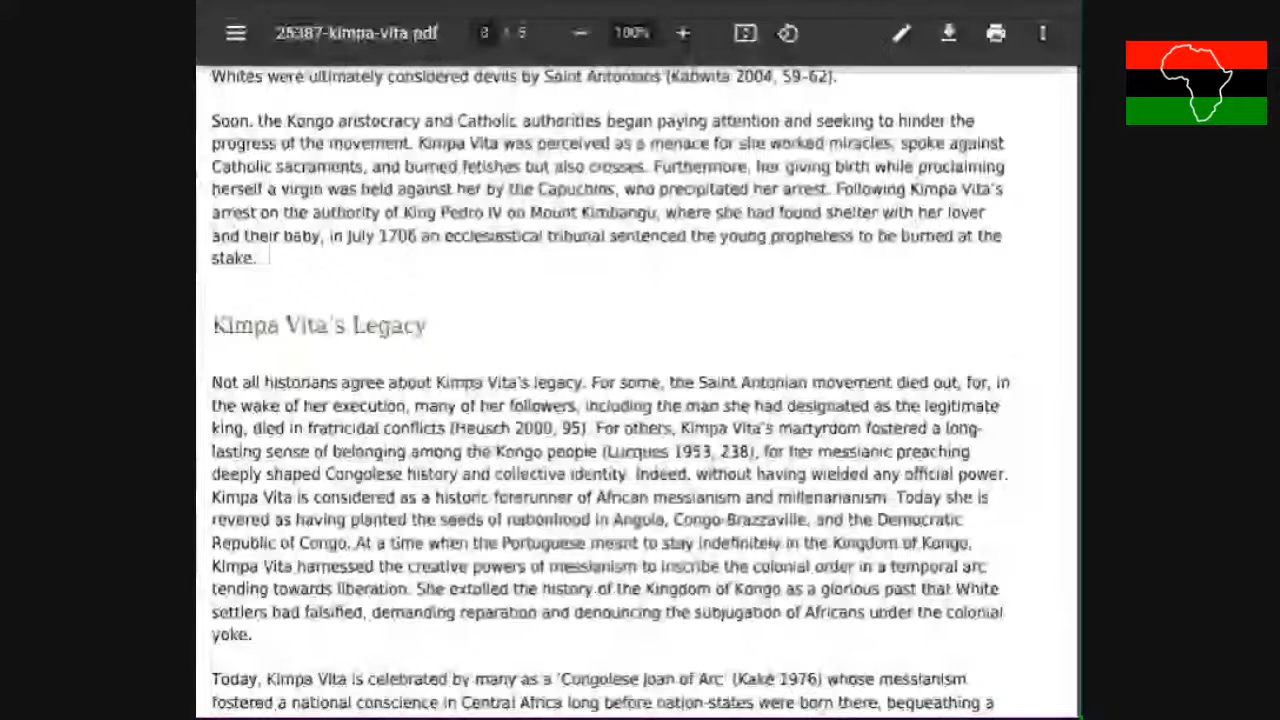 25387-kimpa-vita pdf
3 / 5
100%
Whites were ultimately considered devils by Saint Antonians (Kabwita 2004, 59-62).
Soon, the Kongo aristocracy and Catholic authorities began paying attention and seeking to hinder the
progress of the movement. Kimpa Vita was perceived as a menace for she worked miracles, spoke against
Catholic sacraments, and burned fetishes but also crosses. Furthermore, her giving birth while proclaiming
herself a virgin was held against her by the Capuchins, who precipitated her arrest. Following Kimpa Vita's
arrest on the authority of King Pedro IV on Mount Kimbangu, where she had found shelter with her lover
and their baby, in July 1706 an ecclesiastical tribunal sentenced the young prophetess to be burned at the
stake.
Kimpa Vita's Legacy
Not all historians agree about Kimpa Vita's legacy. For some, the Saint Antonian movement died out, for, in
the wake of her execution, many of her followers, including the man she had designated as the legitimate
king, died in fratricidal conflicts (Heusch 2000, 95). For others, Kimpa Vita's martyrdom fostered a long-
lasting sense of belonging among the Kongo people (Lurques 1953, 238), for her messianic preaching
deeply shaped Congolese history and collective identity. Indeed, without having wielded any official power,
Kimpa Vita is considered as a historic forerunner of African messianism and millenarianism. Today she is
revered as having planted the seeds of nationhood in Angola, Congo-Brazzaville, and the Democratic
Republic of Congo. At a time when the Portuguese meant to stay indefinitely in the Kingdom of Kongo,
Kimpa Vita harnessed the creative powers of messianism to inscribe the colonial order in a temporal arc
tending towards liberation. She extolled the history of the Kingdom of Kongo as a glorious past that White
settlers had falsified, demanding reparation and denouncing the subjugation of Africans under the colonial
yoke.
Today, Kimpa Vita is celebrated by many as a 'Congolese Joan of Arc' (Kaké 1976) whose messianism
fostered a national conscience in Central Africa long before nation-states were born there, bequeathing a